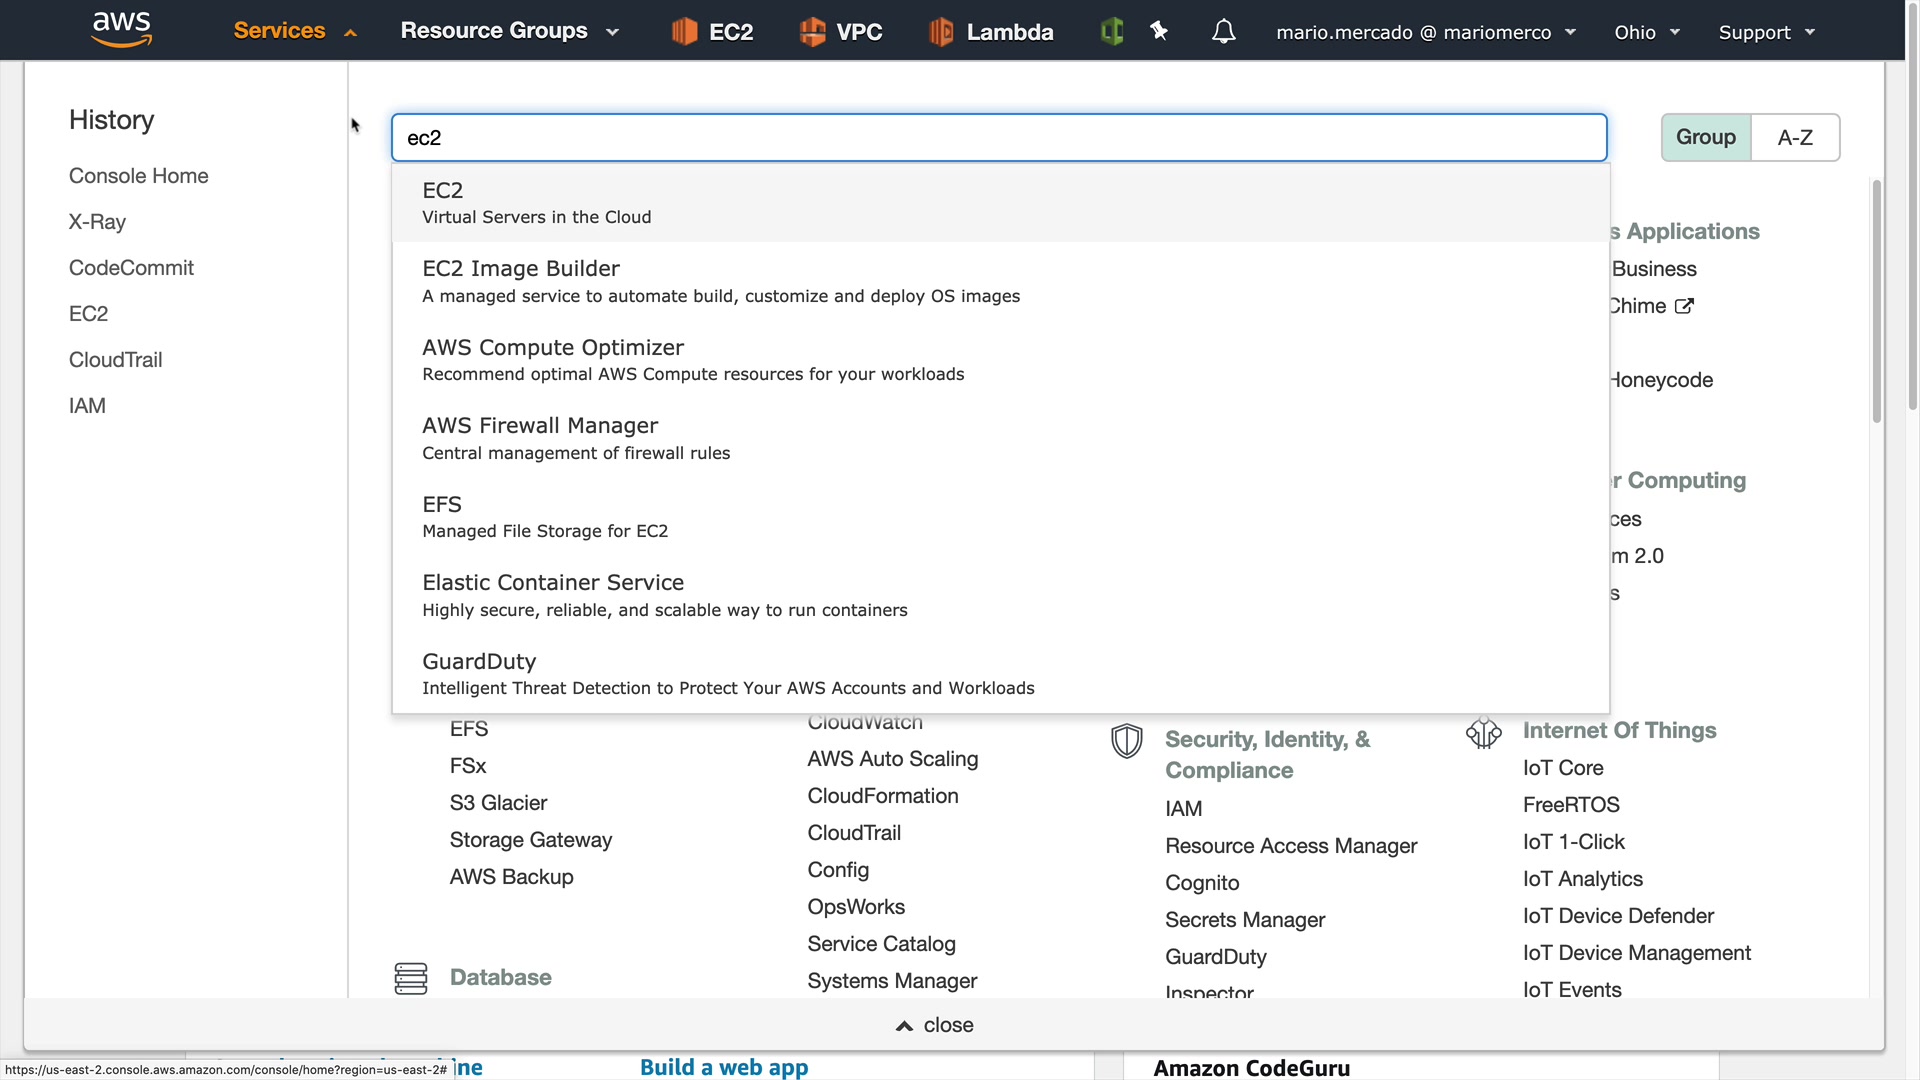 aws
Services
Resource Groups
EC2
VPC
Lambda
mario.mercado @ mariomerco
Ohio
Support
History
Console Home
X-Ray
CodeCommit
EC2
CloudTrail
IAM
ec2
Group
A-Z
EC2
Virtual Servers in the Cloud
EC2 Image Builder
A managed service to automate build, customize and deploy OS images
AWS Compute Optimizer
Recommend optimal AWS Compute resources for your workloads
AWS Firewall Manager
Central management of firewall rules
EFS
Managed File Storage for EC2
Elastic Container Service
Highly secure, reliable, and scalable way to run containers
GuardDuty
Intelligent Threat Detection to Protect Your AWS Accounts and Workloads
s Applications
Business
Chime
Honeycode
r Computing
ces
m 2.0
s
EFS
FSx
S3 Glacier
Storage Gateway
AWS Backup
Database
CloudWatch
AWS Auto Scaling
CloudFormation
CloudTrail
Config
OpsWorks
Service Catalog
Systems Manager
Security, Identity, &
Compliance
IAM
Resource Access Manager
Cognito
Secrets Manager
GuardDuty
Inspector
Internet Of Things
IoT Core
FreeRTOS
IoT 1-Click
IoT Analytics
IoT Device Defender
IoT Device Management
IoT Events
close
https://us-east-2.console.aws.amazon.com/console/home?region=us-east-2#
ine
Build a web app
Amazon CodeGuru